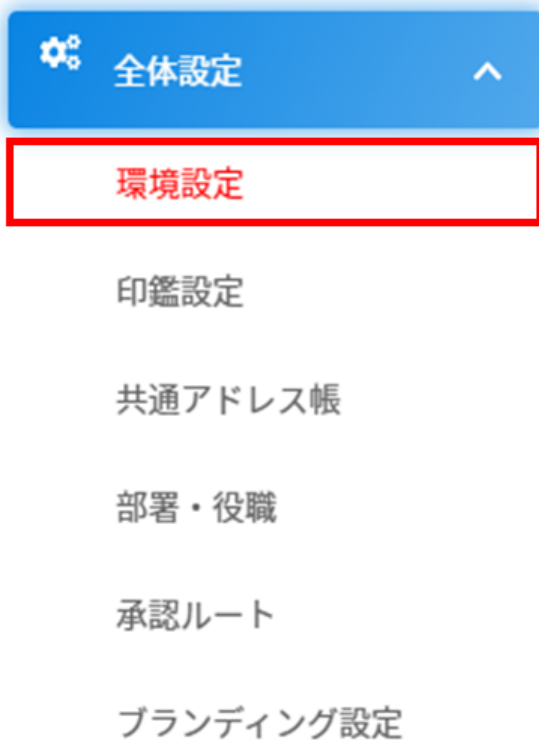 全体設定
環境設定
印鑑設定
共通アドレス帳
部署・役職
承認ルート
ブランディング設定